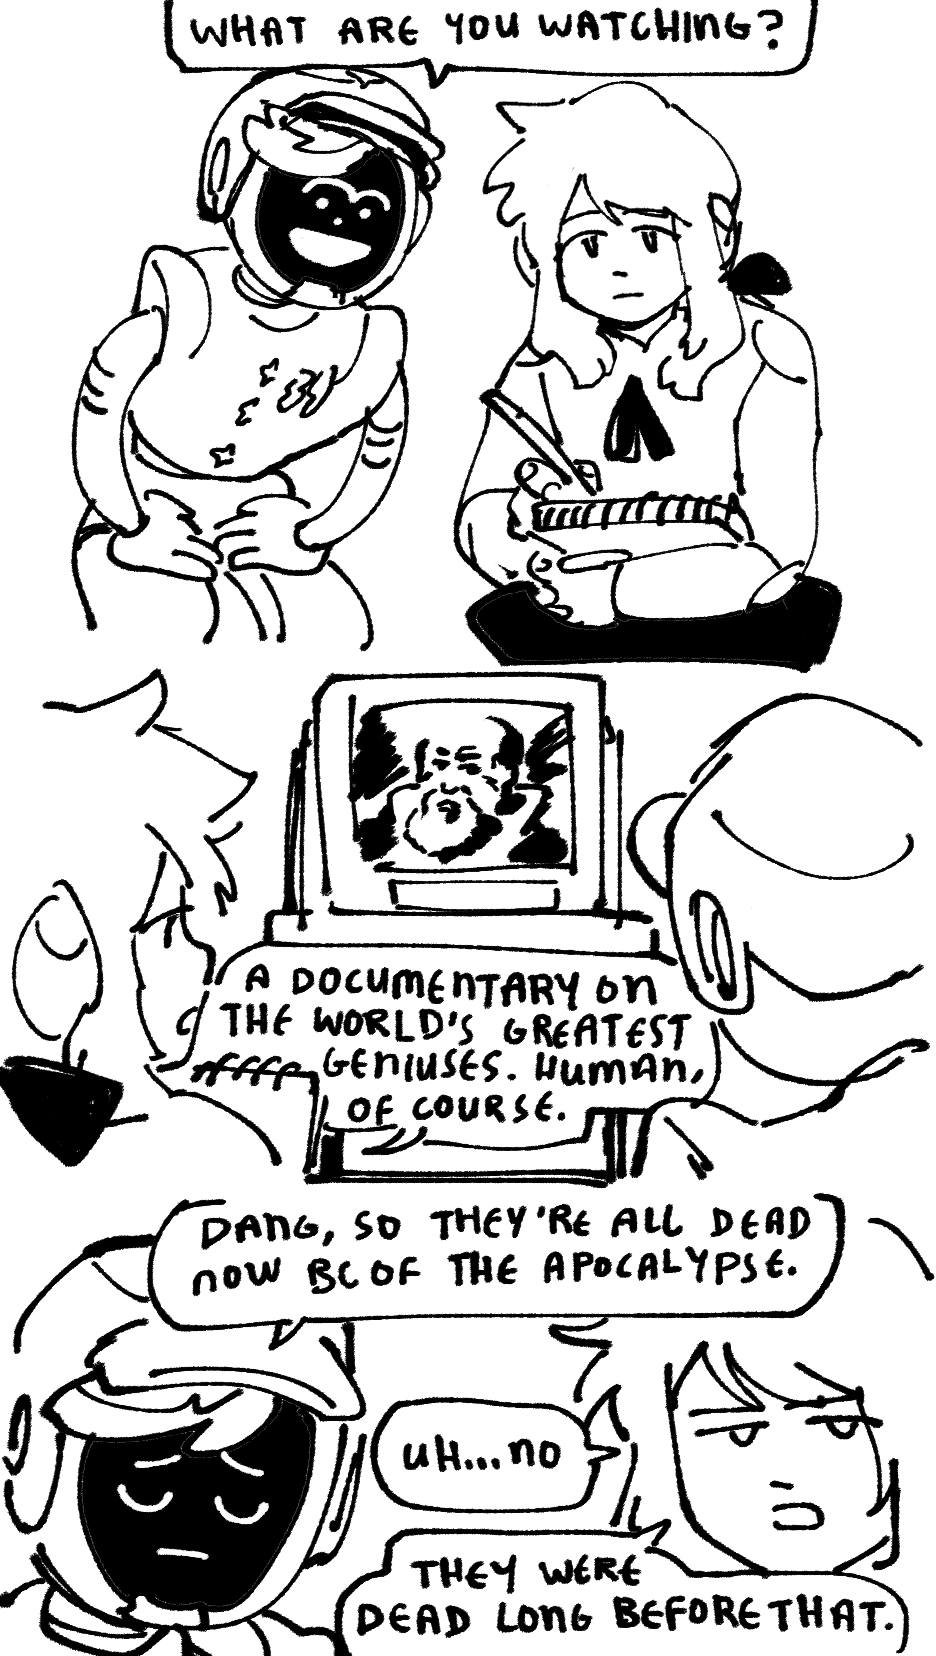 WHAT ARE YOU WATCHING?
A DOCUMENTARY ON
THE WORLD'S GREATEST
GENIUSES. HUMAN,
OF COURSE.
DANG, SO THEY'RE ALL DEAD
NOW BC OF THE APOCALYPSE.
UH...NO
THEY WERE
DEAD LONG BEFORE THAT.